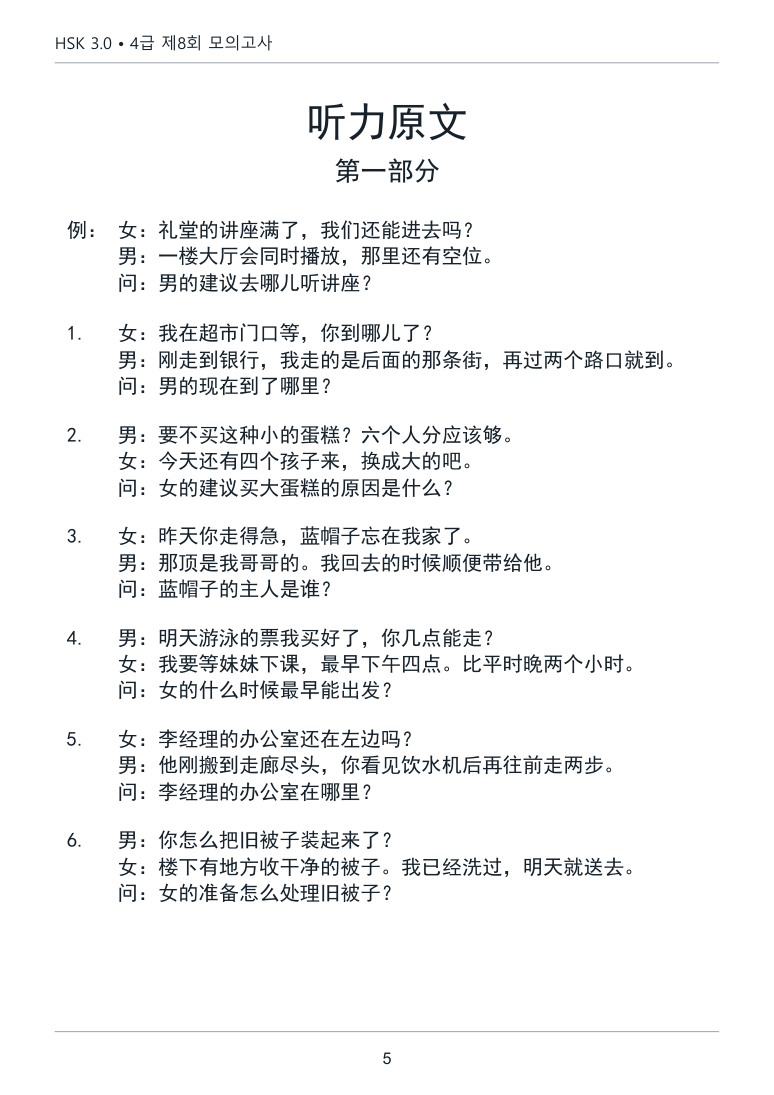 HSK 3.0 • 4급 제8회 모의고사
听力原文
第一部分
例： 女：礼堂的讲座满了，我们还能进去吗？
男：一楼大厅会同时播放，那里还有空位。
问：男的建议去哪儿听讲座？
1. 女：我在超市门口等，你到哪儿了？
男：刚走到银行，我走的是后面的那条街，再过两个路口就到。
问：男的现在到了哪里？
2. 男：要不买这种小的蛋糕？六个人分应该够。
女：今天还有四个孩子来，换成大的吧。
问：女的建议买大蛋糕的原因是什么？
3. 女：昨天你走得急，蓝帽子忘在我家了。
男：那顶是我哥哥的。我回去的时候顺便带给他。
问：蓝帽子的主人是谁？
4. 男：明天游泳的票我买好了，你几点能走？
女：我要等妹妹下课，最早下午四点。比平时晚两个小时。
问：女的什么时候最早能出发？
5. 女：李经理的办公室还在左边吗？
男：他刚搬到走廊尽头，你看见饮水机后再往前走两步。
问：李经理的办公室在哪里？
6. 男：你怎么把旧被子装起来了？
女：楼下有地方收干净的被子。我已经洗过，明天就送去。
问：女的准备怎么处理旧被子？
5